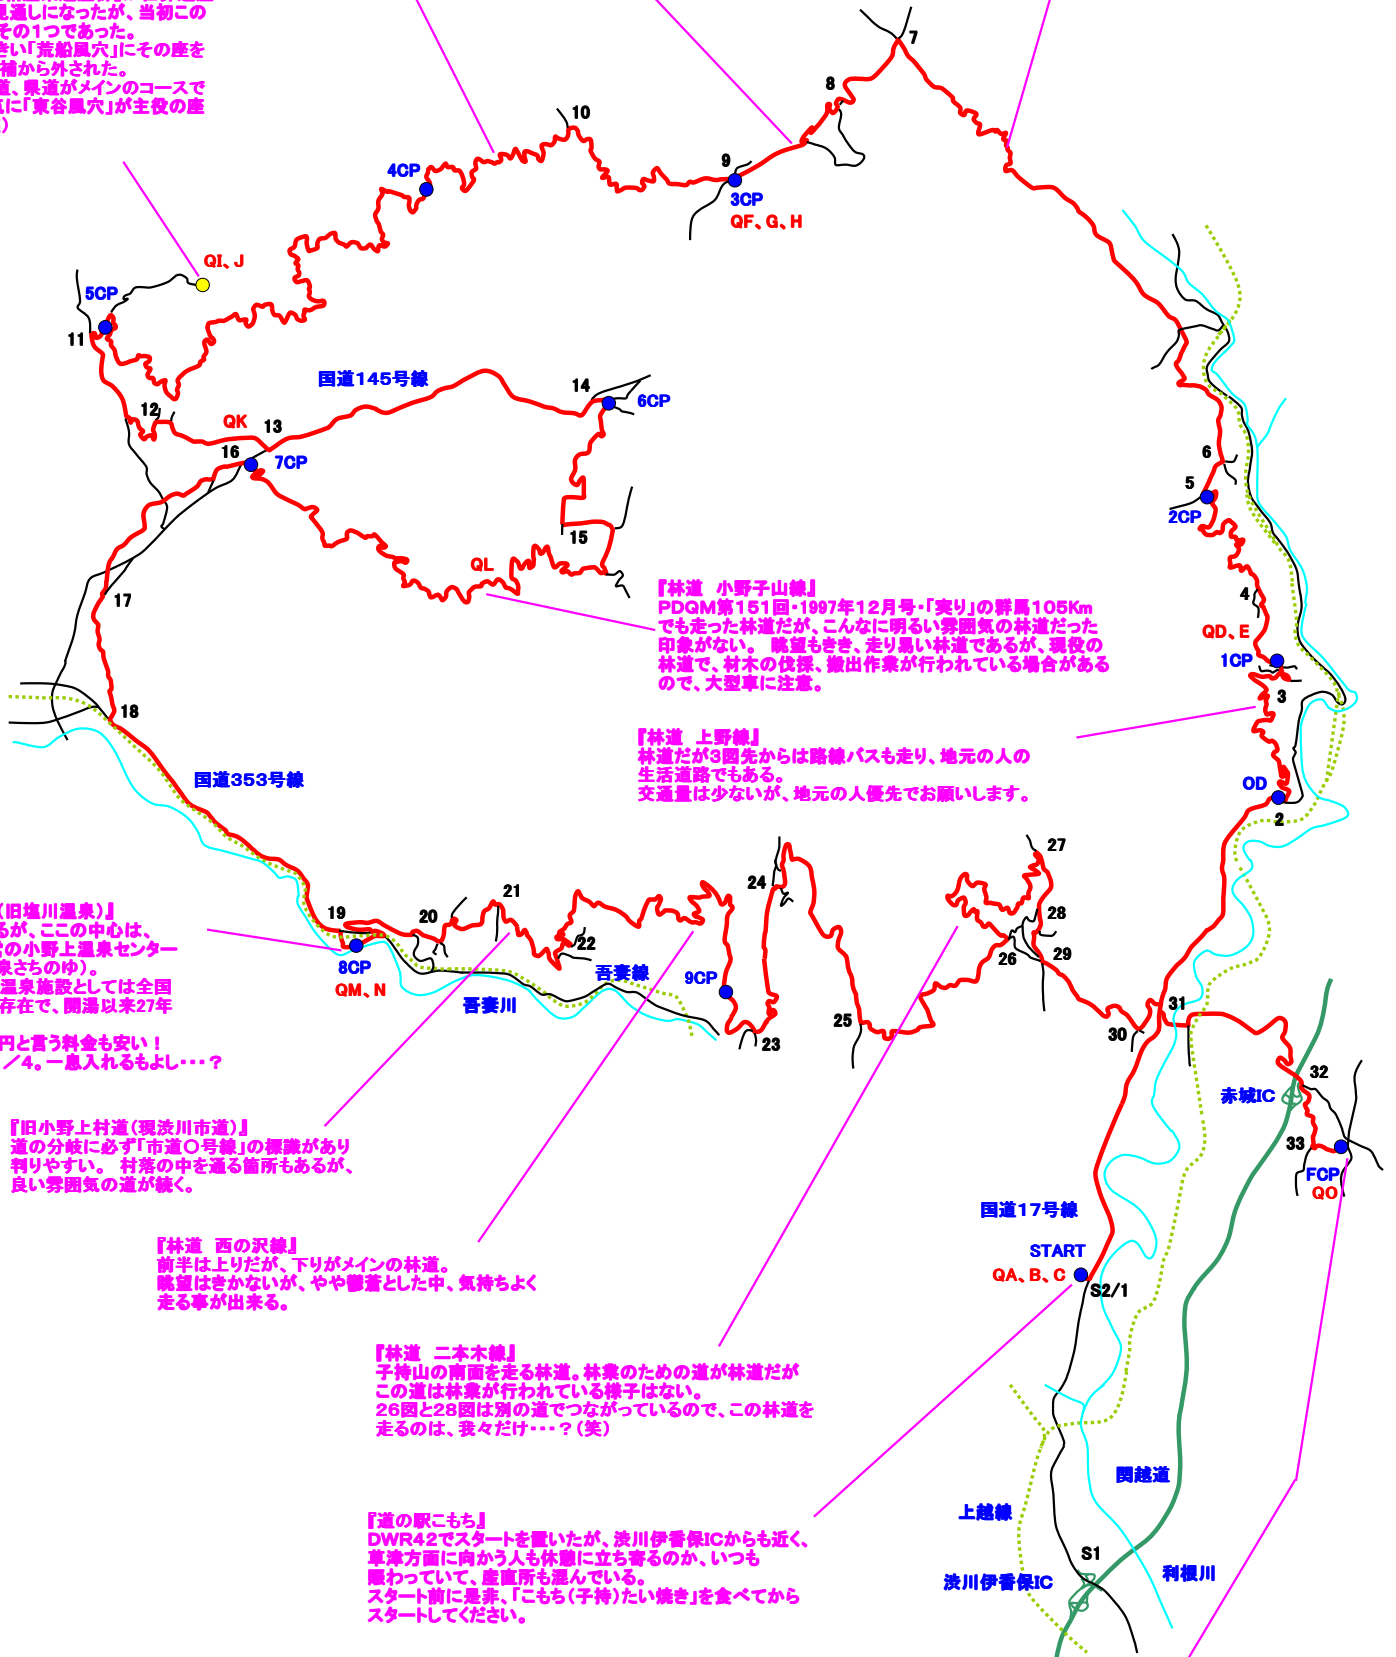 見通しになったが、当初この
その1つであった。
きい「荒船風穴」にその座を
補から外された。
道、県道がメインのコースで
気に「東谷風穴」が主役の座
7
8
10
9
4CP
3CP
QF、G、H
QI、J
5CP
11
国道145号線
14
6CP
12
QK
13
16
7CP
6
5
2CP
15
QL
4
QD、E
1CP
3
『林道　小野子山線』
PDQM第151回・1997年12月号・「実り」の群馬105Km
でも走った林道だが、こんなに明るい雰囲気の林道だった
印象がない。　眺望もきき、走り易い林道であるが、現役の
林道で、材木の伐採、搬出作業が行われている場合がある
ので、大型車に注意。
17
18
『林道　上野線』
林道だが3図先からは路線バスも走り、地元の人の
生活道路でもある。
交通量は少ないが、地元の人優先でお願いします。
国道353号線
OD
2
27
24
21
19
20
28
22
26
29
(旧塩川温泉)』
るが、ここの中心は、
営の小野上温泉センター
泉さちのゆ)。
温泉施設としては全国
存在で、開湯以来27年
円と言う料金も安い！
／4。一息入れるもよし・・・？
8CP
QM、N
吾妻線
吾妻川
9CP
23
25
30
31
32
赤城IC
33
FCP
QO
『旧小野上村道(現渋川市道)』
道の分岐に必ず「市道○号線」の標識があり
判りやすい。　村落の中を通る箇所もあるが、
良い雰囲気の道が続く。
国道17号線
『林道　西の沢線』
前半は上りだが、下りがメインの林道。
眺望はきかないが、やや鬱蒼とした中、気持ちよく
走る事が出来る。
START
QA、B、C
S2/1
『林道　二本木線』
子持山の南面を走る林道。林業のための道が林道だが
この道は林業が行われている様子はない。
26図と28図は別の道でつながっているので、この林道を
走るのは、我々だけ・・・？(笑)
関越道
上越線
『道の駅こもち』
DWR42でスタートを置いたが、渋川伊香保ICからも近く、
草津方面に向かう人も休憩に立ち寄るのか、いつも
賑わっていて、産直所も混んでいる。
スタート前に是非、「こもち(子持)たい焼き」を食べてから
スタートしてください。
S1
渋川伊香保IC
利根川